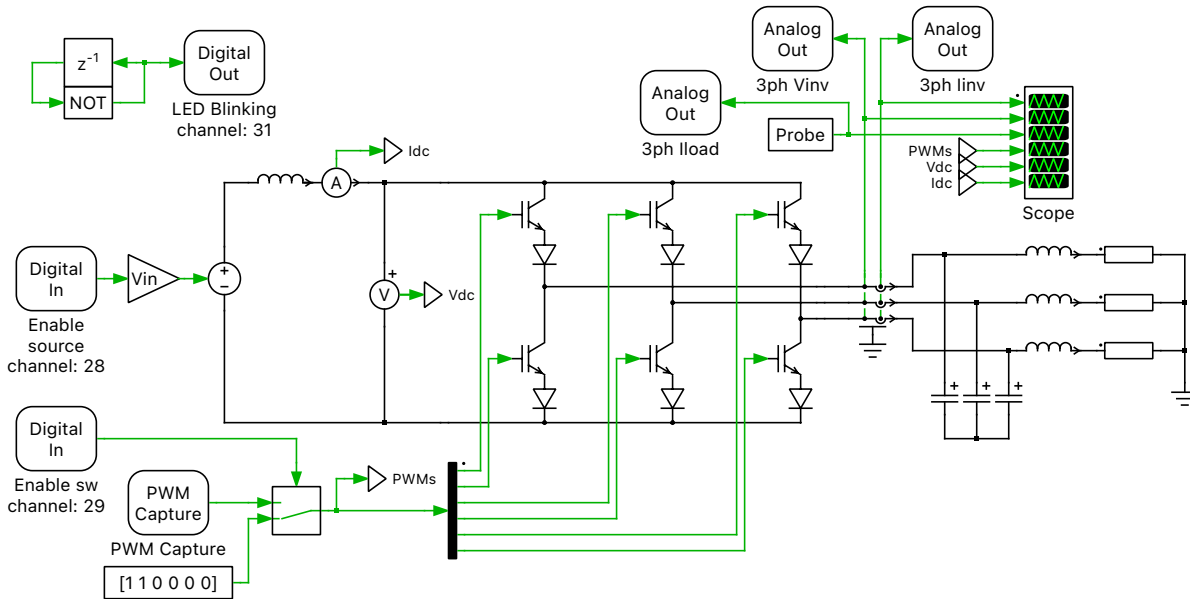 z-1
NOT
Digital
Out
LED Blinking
channel: 31
Analog
Out
3ph Vinv
Analog
Out
3ph Iinv
Analog
Out
3ph Iload
Probe
PWMs
Vdc
Idc
Scope
Idc
A
Digital
In
Enable
source
channel: 28
Vin
+
−
+
V
Vdc
+
+
+
Digital
In
Enable sw
channel: 29
PWM
Capture
PWM Capture
PWMs
[1 1 0 0 0 0]